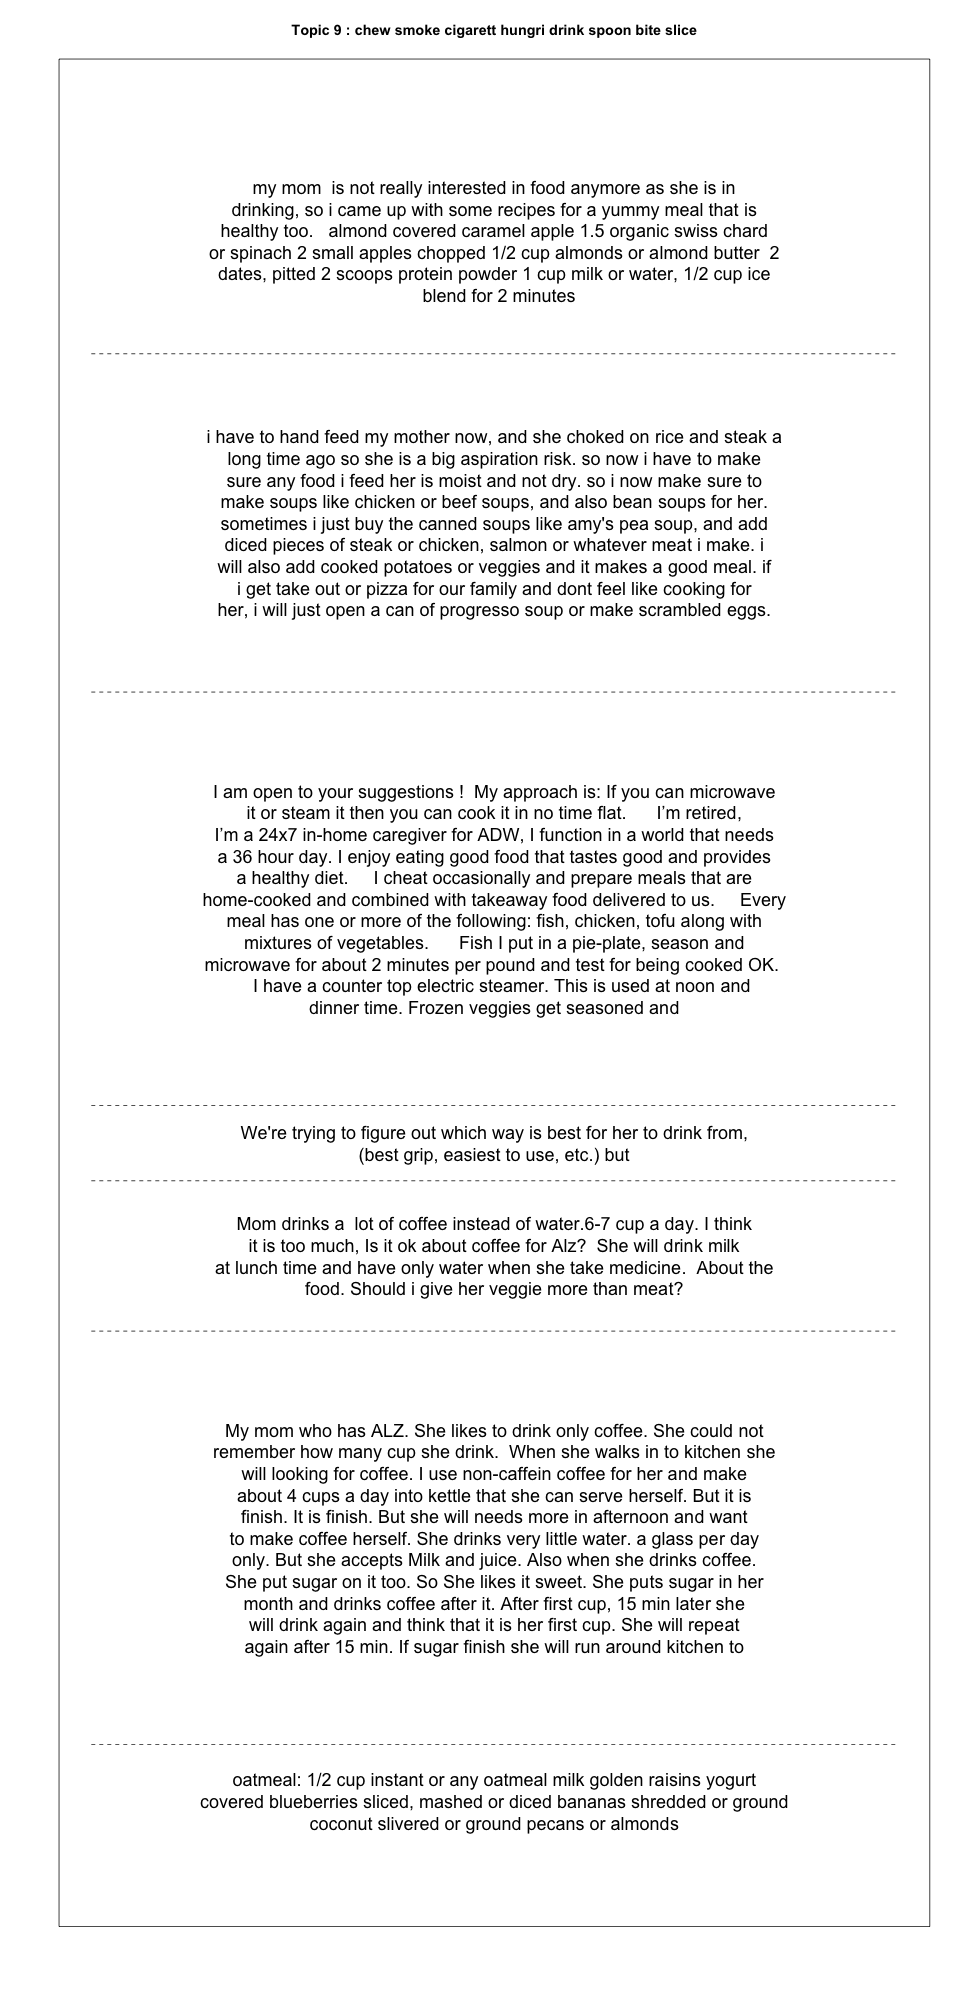 Topic 9 : chew smoke cigarett hungri drink spoon bite slice
my mom  is not really interested in food anymore as she is in
drinking, so i came up with some recipes for a yummy meal that is
healthy too.   almond covered caramel apple 1.5 organic swiss chard
or spinach 2 small apples chopped 1/2 cup almonds or almond butter  2
dates, pitted 2 scoops protein powder 1 cup milk or water, 1/2 cup ice
blend for 2 minutes
i have to hand feed my mother now, and she choked on rice and steak a
long time ago so she is a big aspiration risk. so now i have to make
sure any food i feed her is moist and not dry. so i now make sure to
make soups like chicken or beef soups, and also bean soups for her.
sometimes i just buy the canned soups like amy's pea soup, and add
diced pieces of steak or chicken, salmon or whatever meat i make. i
will also add cooked potatoes or veggies and it makes a good meal. if
i get take out or pizza for our family and dont feel like cooking for
her, i will just open a can of progresso soup or make scrambled eggs.
I am open to your suggestions !  My approach is: If you can microwave
it or steam it then you can cook it in no time flat.      I’m retired,
I’m a 24x7 in-home caregiver for ADW, I function in a world that needs
a 36 hour day. I enjoy eating good food that tastes good and provides
a healthy diet.     I cheat occasionally and prepare meals that are
home-cooked and combined with takeaway food delivered to us.     Every
meal has one or more of the following: fish, chicken, tofu along with
mixtures of vegetables.      Fish I put in a pie-plate, season and
microwave for about 2 minutes per pound and test for being cooked OK.
I have a counter top electric steamer. This is used at noon and
dinner time. Frozen veggies get seasoned and
We're trying to figure out which way is best for her to drink from,
(best grip, easiest to use, etc.) but
Mom drinks a  lot of coffee instead of water.6-7 cup a day. I think
it is too much, Is it ok about coffee for Alz?  She will drink milk
at lunch time and have only water when she take medicine.  About the
food. Should i give her veggie more than meat?
My mom who has ALZ. She likes to drink only coffee. She could not
remember how many cup she drink.  When she walks in to kitchen she
will looking for coffee. I use non-caffein coffee for her and make
about 4 cups a day into kettle that she can serve herself. But it is
finish. It is finish. But she will needs more in afternoon and want
to make coffee herself. She drinks very little water. a glass per day
only. But she accepts Milk and juice. Also when she drinks coffee.
She put sugar on it too. So She likes it sweet. She puts sugar in her
month and drinks coffee after it. After first cup, 15 min later she
will drink again and think that it is her first cup. She will repeat
again after 15 min. If sugar finish she will run around kitchen to
oatmeal: 1/2 cup instant or any oatmeal milk golden raisins yogurt
covered blueberries sliced, mashed or diced bananas shredded or ground
coconut slivered or ground pecans or almonds